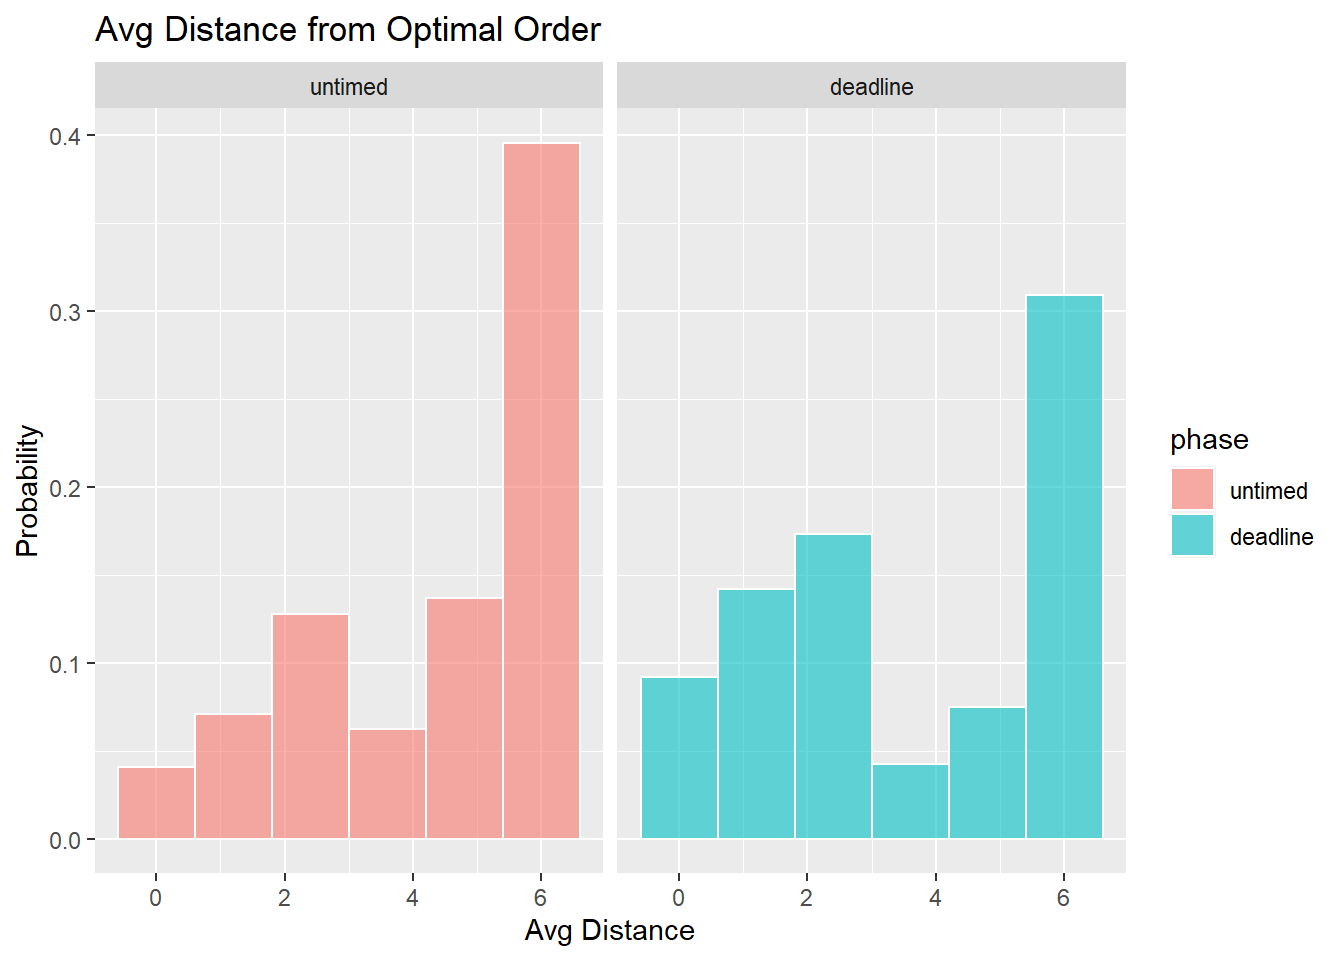 Avg Distance from Optimal Order
untimed
deadline
0.4
0.3
0.2
0.1
0.0
Probability
0 2 4 6
0 2 4 6
Avg Distance
phase
untimed
deadline